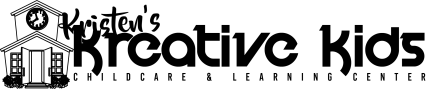 Kristen's
Kreative Kids
CHILDCARE & LEARNING CENTER